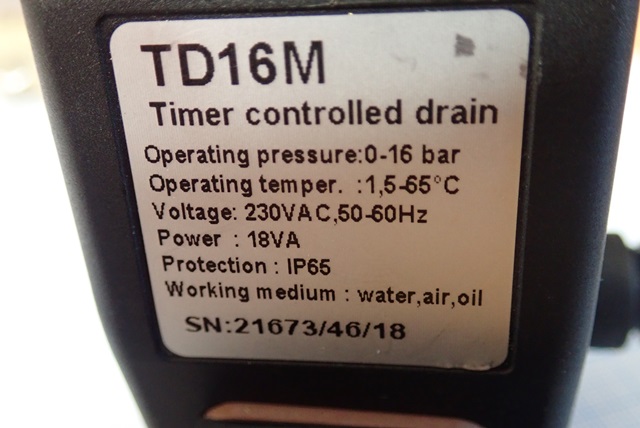 TD16M
Timer controlled drain
Operating pressure:0-16 bar
Operating temper. :1,5-65°C
Voltage: 230VAC,50-60Hz
Power : 18VA
Protection : IP65
Working medium : water,air,oil
SN:21673/46/18